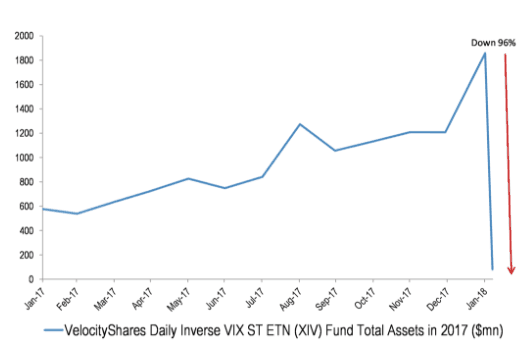 Down 96%
2000
1800
1600
1400
1200
1000
800
600
400
200
0
Jan-17
Feb-17
Mar-17
Apr-17
May-17
Jun-17
Jul-17
Aug-17
Sep-17
Oct-17
Nov-17
Dec-17
Jan-18
VelocityShares Daily Inverse VIX ST ETN (XIV) Fund Total Assets in 2017 ($mn)